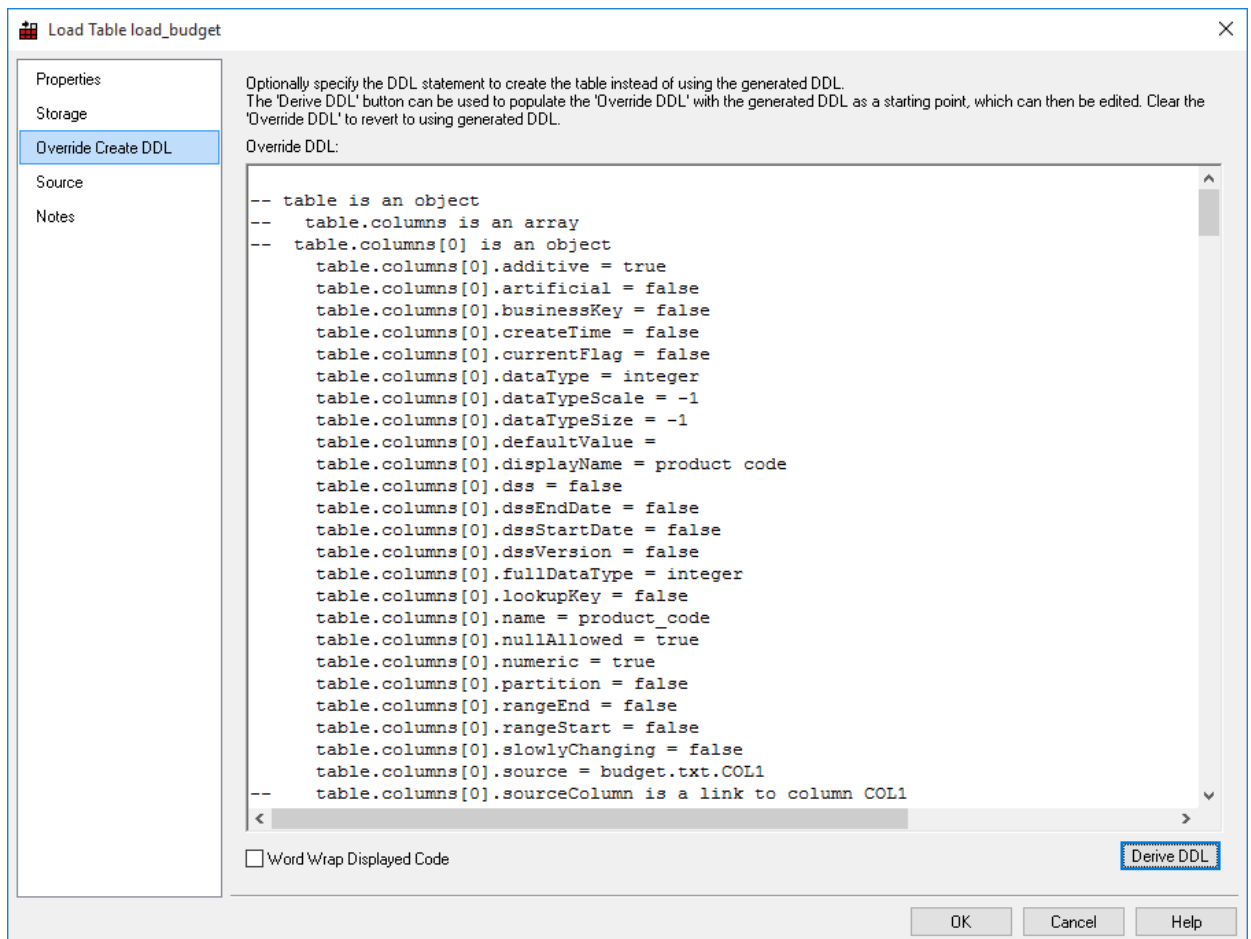 Load Table load_budget
Properties
Storage
Override Create DDL
Source
Notes
Optionally specify the DDL statement to create the table instead of using the generated DDL.
The 'Derive DDL' button can be used to populate the 'Override DDL' with the generated DDL as a starting point, which can then be edited. Clear the
'Override DDL' to revert to using generated DDL.
Override DDL:
-- table is an object
--   table.columns is an array
--  table.columns[0] is an object
      table.columns[0].additive = true
      table.columns[0].artificial = false
      table.columns[0].businessKey = false
      table.columns[0].createTime = false
      table.columns[0].currentFlag = false
      table.columns[0].dataType = integer
      table.columns[0].dataTypeScale = -1
      table.columns[0].dataTypeSize = -1
      table.columns[0].defaultValue =
      table.columns[0].displayName = product code
      table.columns[0].dss = false
      table.columns[0].dssEndDate = false
      table.columns[0].dssStartDate = false
      table.columns[0].dssVersion = false
      table.columns[0].fullDataType = integer
      table.columns[0].lookupKey = false
      table.columns[0].name = product_code
      table.columns[0].nullAllowed = true
      table.columns[0].numeric = true
      table.columns[0].partition = false
      table.columns[0].rangeEnd = false
      table.columns[0].rangeStart = false
      table.columns[0].slowlyChanging = false
      table.columns[0].source = budget.txt.COL1
--    table.columns[0].sourceColumn is a link to column COL1
Word Wrap Displayed Code
Derive DDL
OK
Cancel
Help